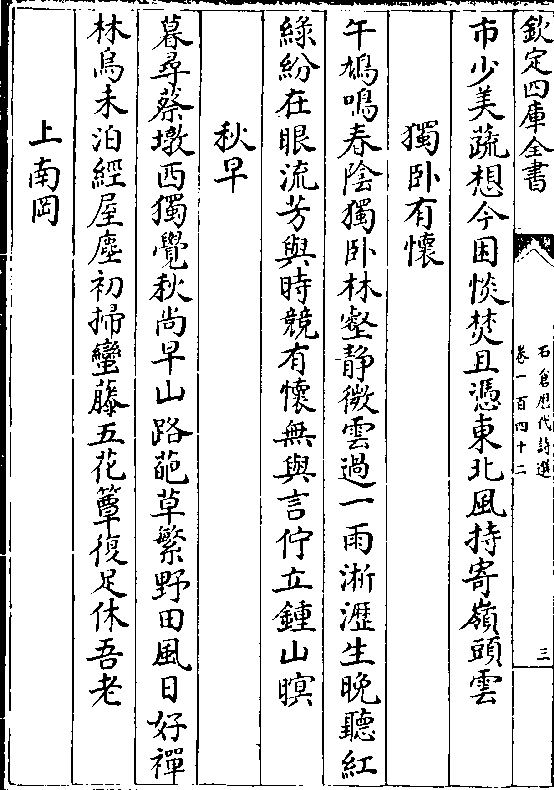 欽定四庫全書
石倉歷代詩選
卷一百四十二
三
市少美蔬想今困惔焚且憑東北風持寄嶺頭雲
獨卧有懷
午鳩鳴春陰獨卧林壑静微雲過一雨淅瀝生晚聽紅
緑紛在眼流芳與時競有懷無與言佇立鍾山暝
秋早
暮尋蔡墩西獨覺秋尚早山路葩草繁野田風日好禪
林烏未泊經屋塵初掃蠻藤五花簟復足休吾老
上南岡